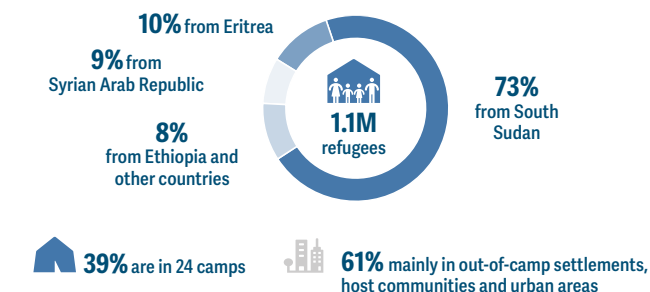 10% from Eritrea
9% from
Syrian Arab Republic
8%
from Ethiopia and
other countries
1.1M
refugees
73%
from South
Sudan
39% are in 24 camps
61% mainly in out-of-camp settlements,
host communities and urban areas